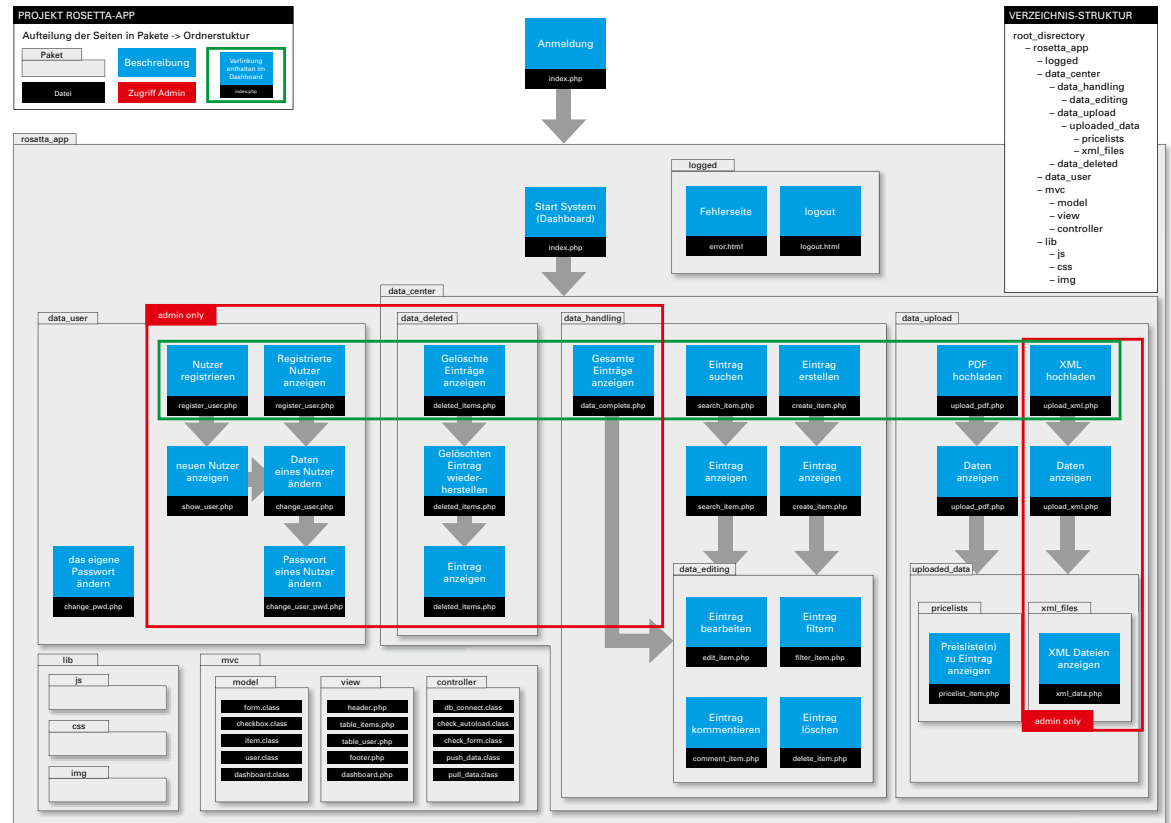 PROJEKT ROSETTA-APP
Aufteilung der Seiten in Pakete -> Ordnerstuktur
Paket
Datei
Beschreibung
Zugriff Admin
Verlinkung
enthalten im
Dashboard
index.php
Anmeldung
index.php
VERZEICHNIS-STRUKTUR
root_disrectory
– rosetta_app
– logged
– data_center
– data_handling
– data_editing
– data_upload
– uploaded_data
– pricelists
– xml_files
– data_deleted
– data_user
– mvc
– model
– view
– controller
– lib
– js
– css
– img
rosatta_app
Start System
(Dashboard)
index.php
logged
Fehlerseite
error.html
logout
logout.html
data_center
data_user
admin only
data_deleted
data_handling
data_upload
Nutzer
registrieren
register_user.php
Registrierte
Nutzer
anzeigen
register_user.php
Gelöschte
Einträge
anzeigen
deleted_items.php
Gesamte
Einträge
anzeigen
data_complete.php
Eintrag
suchen
search_item.php
Eintrag
erstellen
create_item.php
PDF
hochladen
upload_pdf.php
XML
hochladen
upload_xml.php
neuen Nutzer
anzeigen
show_user.php
Daten
eines Nutzer
ändern
change_user.php
Gelöschten
Eintrag
wieder-
herstellen
deleted_items.php
Eintrag
anzeigen
search_item.php
Eintrag
anzeigen
create_item.php
Daten
anzeigen
upload_pdf.php
Daten
anzeigen
upload_xml.php
das eigene
Passwort
ändern
change_pwd.php
Passwort
eines Nutzer
ändern
change_user_pwd.php
Eintrag
anzeigen
deleted_items.php
data_editing
Eintrag
bearbeiten
edit_item.php
Eintrag
filtern
filter_item.php
Eintrag
kommentieren
comment_item.php
Eintrag
löschen
delete_item.php
uploaded_data
pricelists
Preisliste(n)
zu Eintrag
anzeigen
pricelist_item.php
xml_files
XML Dateien
anzeigen
xml_data.php
admin only
lib
js
css
img
mvc
model
form.class
checkbox.class
item.class
user.class
dashboard.class
view
header.php
table_items.php
table_user.php
footer.php
dashboard.php
controller
db_connect.class
check_autoload.class
check_form.class
push_data.class
pull_data.class